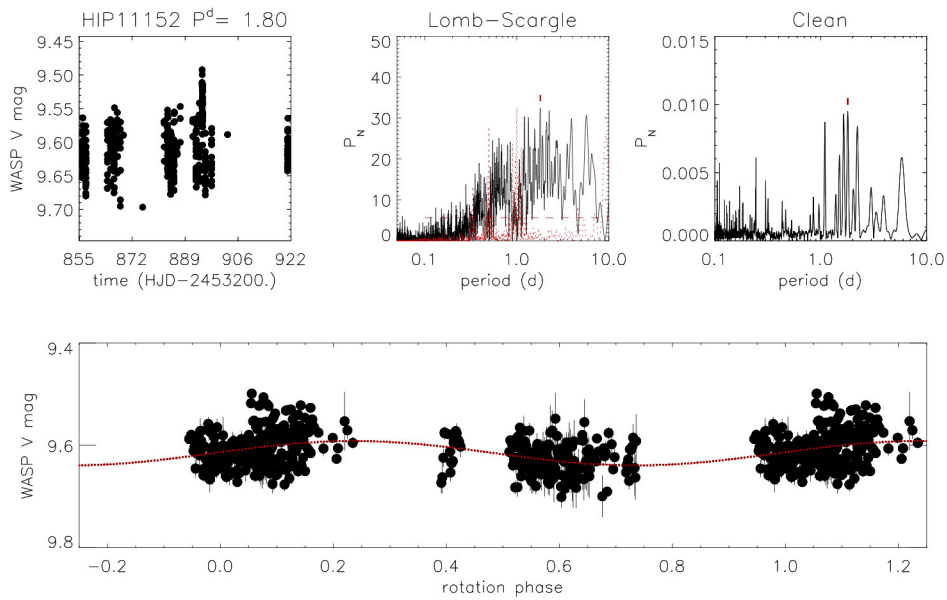 HIP11152 Pᵈ= 1.80
Lomb-Scargle
Clean
9.45
9.50
9.55
9.60
9.65
9.70
WASP V mag
855 872 889 906 922
time (HJD-2453200.)
50
40
30
20
10
0
P_N
0.1 1.0 10.0
period (d)
0.015
0.010
0.005
0.000
P_N
0.1 1.0 10.0
period (d)
9.4
9.6
9.8
WASP V mag
-0.2 0.0 0.2 0.4 0.6 0.8 1.0 1.2
rotation phase